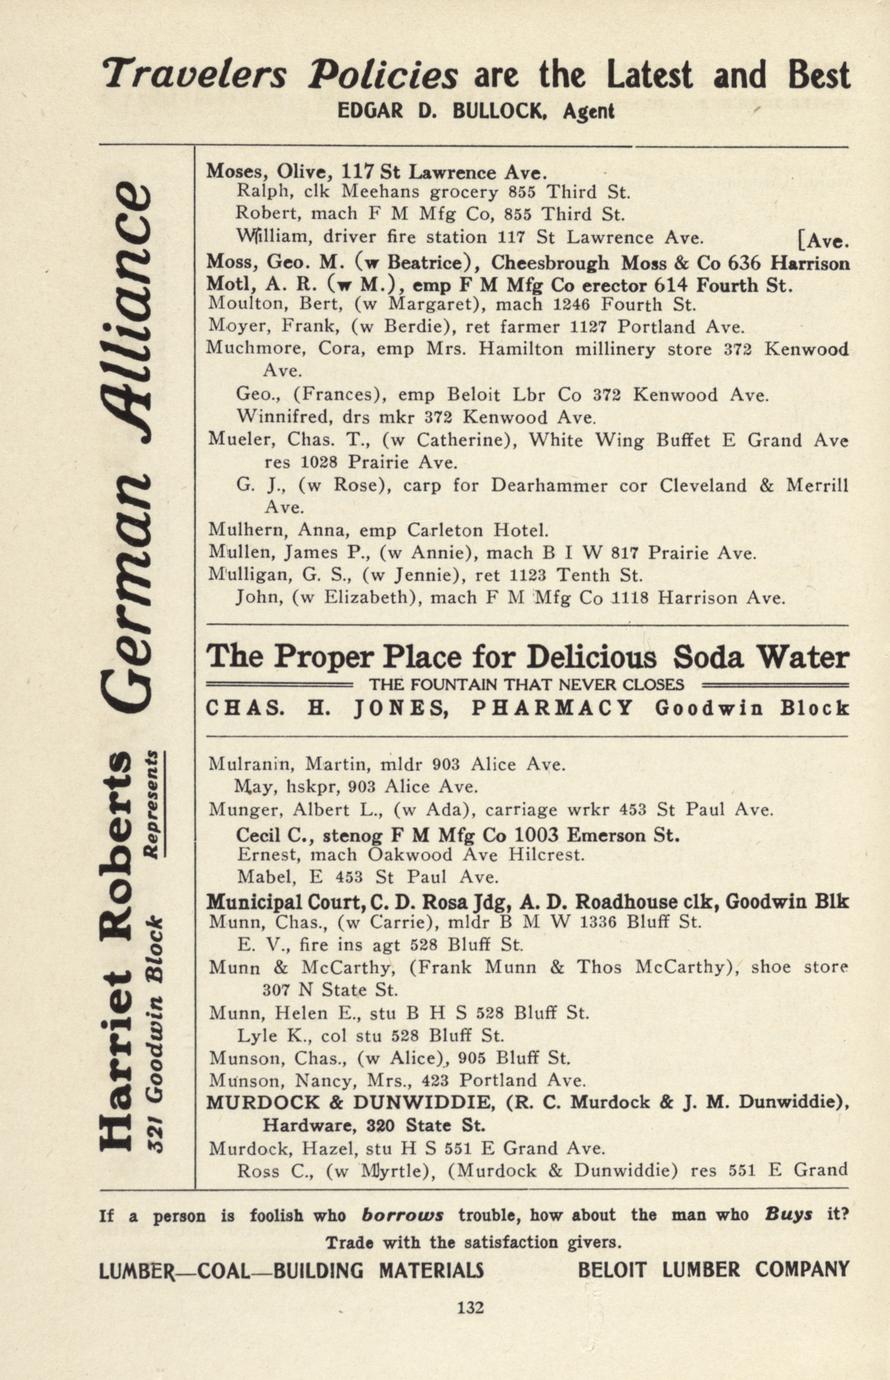 Travelers Policies are the Latest and Best
EDGAR D. BULLOCK, Agent
Harriet Roberts German Alliance
321 Goodwin Block Represents
Moses, Olive, 117 St Lawrence Ave.
Ralph, clk Meehans grocery 855 Third St.
Robert, mach F M Mfg Co, 855 Third St.
William, driver fire station 117 St Lawrence Ave. [Ave.
Moss, Geo. M. (w Beatrice), Cheesbrough Moss & Co 636 Harrison
Motl, A. R. (w M.), emp F M Mfg Co erector 614 Fourth St.
Moulton, Bert, (w Margaret), mach 1246 Fourth St.
Moyer, Frank, (w Berdie), ret farmer 1127 Portland Ave.
Muchmore, Cora, emp Mrs. Hamilton millinery store 372 Kenwood
Ave.
Geo., (Frances), emp Beloit Lbr Co 372 Kenwood Ave.
Winnifred, drs mkr 372 Kenwood Ave.
Mueler, Chas. T., (w Catherine), White Wing Buffet E Grand Ave
res 1028 Prairie Ave.
G. J., (w Rose), carp for Dearhammer cor Cleveland & Merrill
Ave.
Mulhern, Anna, emp Carleton Hotel.
Mullen, James P., (w Annie), mach B I W 817 Prairie Ave.
Mulligan, G. S., (w Jennie), ret 1123 Tenth St.
John, (w Elizabeth), mach F M Mfg Co 1118 Harrison Ave.
The Proper Place for Delicious Soda Water
THE FOUNTAIN THAT NEVER CLOSES
CHAS. H. JONES, PHARMACY Goodwin Block
Mulranin, Martin, mldr 903 Alice Ave.
May, hskpr, 903 Alice Ave.
Munger, Albert L., (w Ada), carriage wrkr 453 St Paul Ave.
Cecil C., stenog F M Mfg Co 1003 Emerson St.
Ernest, mach Oakwood Ave Hilcrest.
Mabel, E 453 St Paul Ave.
Municipal Court, C. D. Rosa Jdg, A. D. Roadhouse clk, Goodwin Blk
Munn, Chas., (w Carrie), mldr B M W 1336 Bluff St.
E. V., fire ins agt 528 Bluff St.
Munn & McCarthy, (Frank Munn & Thos McCarthy), shoe store
307 N State St.
Munn, Helen E., stu B H S 528 Bluff St.
Lyle K., col stu 528 Bluff St.
Munson, Chas., (w Alice), 905 Bluff St.
Munson, Nancy, Mrs., 423 Portland Ave.
MURDOCK & DUNWIDDIE, (R. C. Murdock & J. M. Dunwiddie),
Hardware, 320 State St.
Murdock, Hazel, stu H S 551 E Grand Ave.
Ross C., (w Myrtle), (Murdock & Dunwiddie) res 551 E Grand
If a person is foolish who borrows trouble, how about the man who Buys it?
Trade with the satisfaction givers.
LUMBER—COAL—BUILDING MATERIALS BELOIT LUMBER COMPANY
132